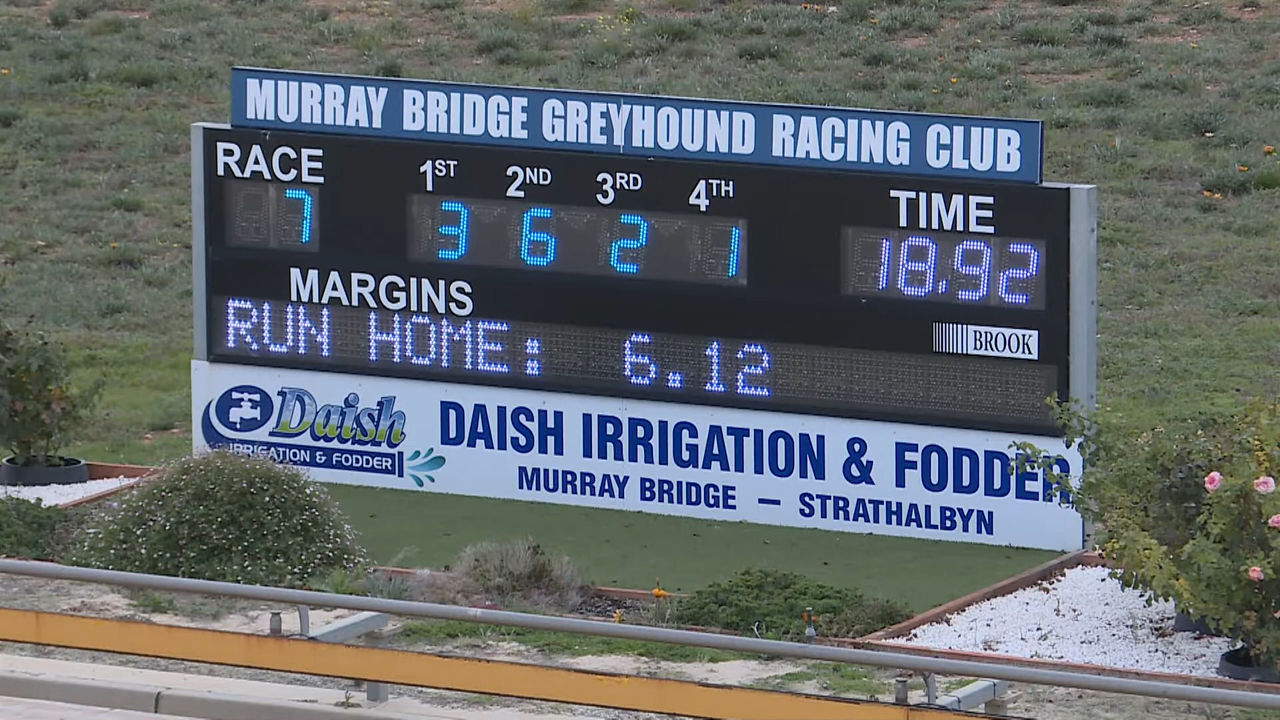 MURRAY BRIDGE GREYHOUND RACING CLUB
RACE 1ST 2ND 3RD 4TH TIME
7 3 6 2 1 18.92
MARGINS
RUN HOME: 6.12
BROOK
Daish
IRRIGATION & FODDER
DAISH IRRIGATION & FODDER
MURRAY BRIDGE — STRATHALBYN